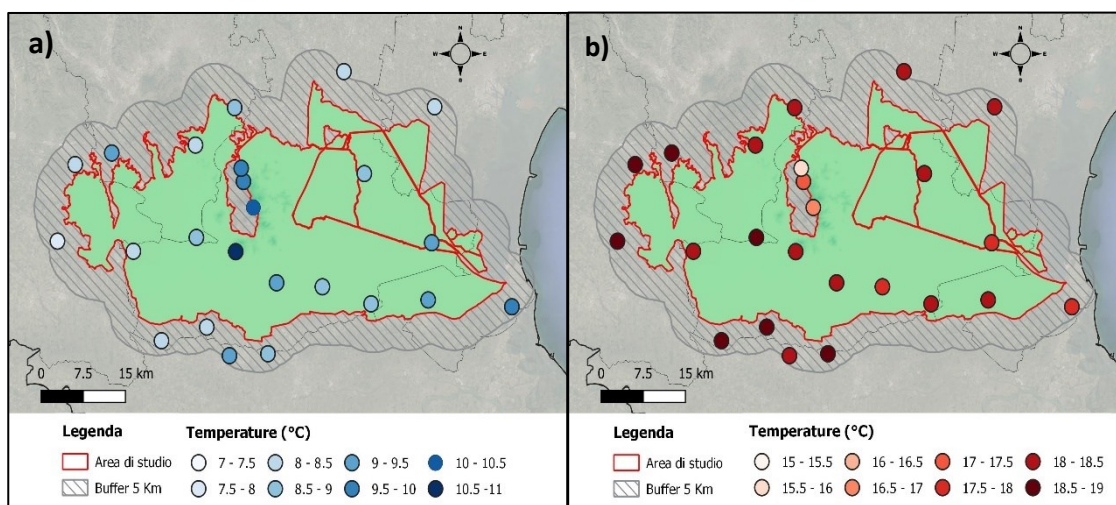 a)
N
W E
S
0 7.5 15 km
Legenda
Area di studio
Buffer 5 Km
Temperature (°C)
7 - 7.5 8 - 8.5 9 - 9.5 10 - 10.5
7.5 - 8 8.5 - 9 9.5 - 10 10.5 -11
b)
N
W E
S
0 7.5 15 km
Legenda
Area di studio
Buffer 5 Km
Temperature (°C)
15 - 15.5 16 - 16.5 17 - 17.5 18 - 18.5
15.5 - 16 16.5 - 17 17.5 - 18 18.5 - 19